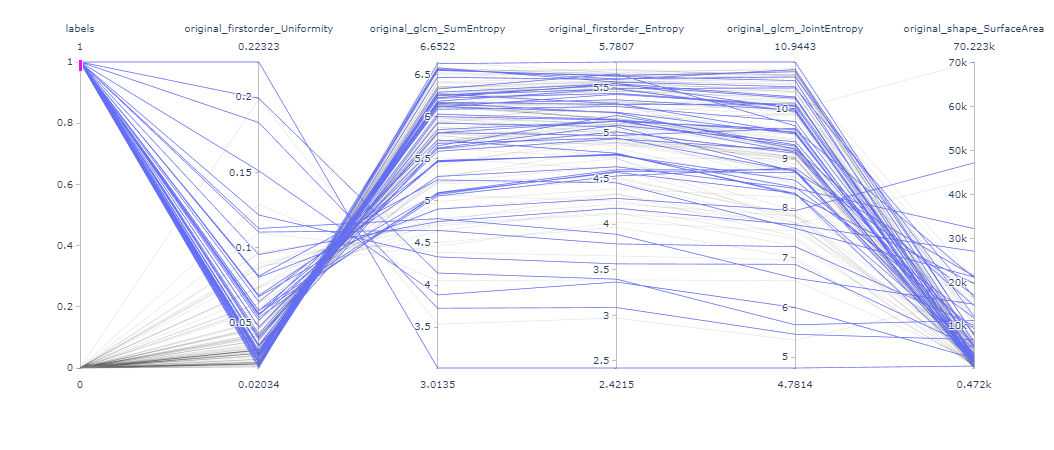 labels original_firstorder_Uniformity original_glcm_SumEntropy original_firstorder_Entropy original_glcm_JointEntropy original_shape_SurfaceArea
1 0.22323 6.6522 5.7807 10.9443 70.223k
1 70k
6.5
5.5
0.2 10 60k
0.8 6
5 50k
5.5 9
0.15
0.6 4.5 40k
5 8
4 30k
0.4 0.1 4.5
7
3.5 20k
4
0.2 6
0.05 3.5 3 10k
5
2.5
0
0 0.02034 3.0135 2.4215 4.7814 0.472k